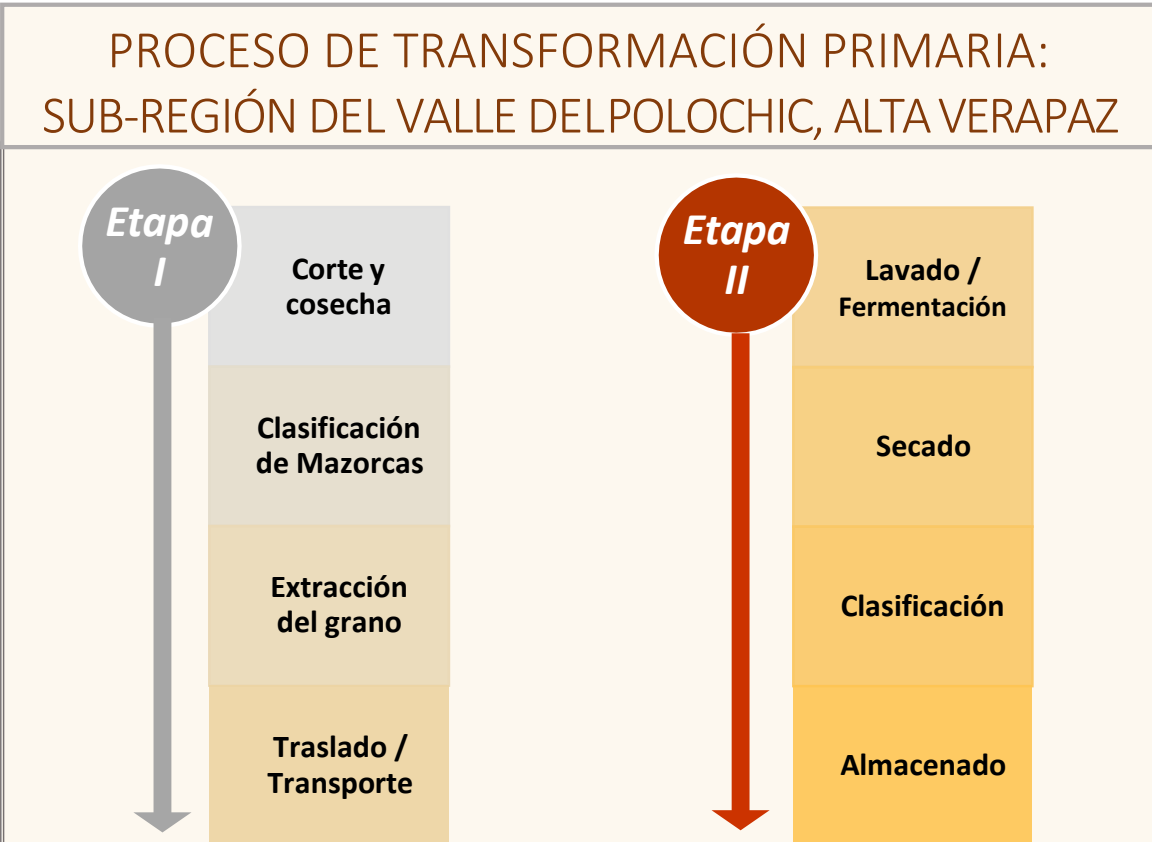 PROCESO DE TRANSFORMACIÓN PRIMARIA:
SUB-REGIÓN DEL VALLE DELPOLOCHIC, ALTA VERAPAZ
Etapa
I
Corte y
cosecha
Clasificación
de Mazorcas
Extracción
del grano
Traslado /
Transporte
Etapa
II
Lavado /
Fermentación
Secado
Clasificación
Almacenado